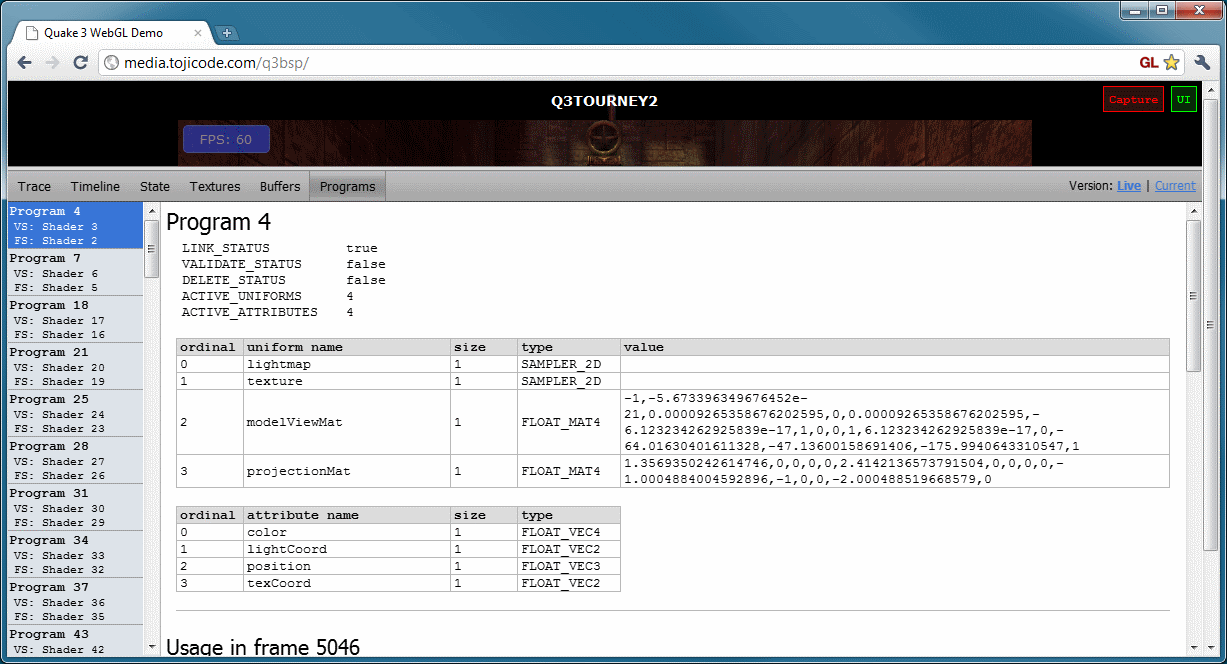 Quake 3 WebGL Demo
media.tojicode.com/q3bsp/
GL
Q3TOURNEY2
Capture
UI
FPS: 60
Trace Timeline State Textures Buffers Programs
Version: Live | Current
Program 4
VS: Shader 3
FS: Shader 2
Program 7
VS: Shader 6
FS: Shader 5
Program 18
VS: Shader 17
FS: Shader 16
Program 21
VS: Shader 20
FS: Shader 19
Program 25
VS: Shader 24
FS: Shader 23
Program 28
VS: Shader 27
FS: Shader 26
Program 31
VS: Shader 30
FS: Shader 29
Program 34
VS: Shader 33
FS: Shader 32
Program 37
VS: Shader 36
FS: Shader 35
Program 43
VS: Shader 42
Program 4
LINK_STATUS true
VALIDATE_STATUS false
DELETE_STATUS false
ACTIVE_UNIFORMS 4
ACTIVE_ATTRIBUTES 4
ordinal uniform name size type value
0 lightmap 1 SAMPLER_2D
1 texture 1 SAMPLER_2D
2 modelViewMat 1 FLOAT_MAT4
-1,-5.673396349676452e-
21,0.00009265358676202595,0,0.00009265358676202595,-
6.123234262925839e-17,1,0,0,1,6.123234262925839e-17,0,-
64.01630401611328,-47.13600158691406,-175.9940643310547,1
3 projectionMat 1 FLOAT_MAT4
1.3569350242614746,0,0,0,0,2.4142136573791504,0,0,0,0,-
1.0004884004592896,-1,0,0,-2.000488519668579,0
ordinal attribute name size type
0 color 1 FLOAT_VEC4
1 lightCoord 1 FLOAT_VEC2
2 position 1 FLOAT_VEC3
3 texCoord 1 FLOAT_VEC2
Usage in frame 5046